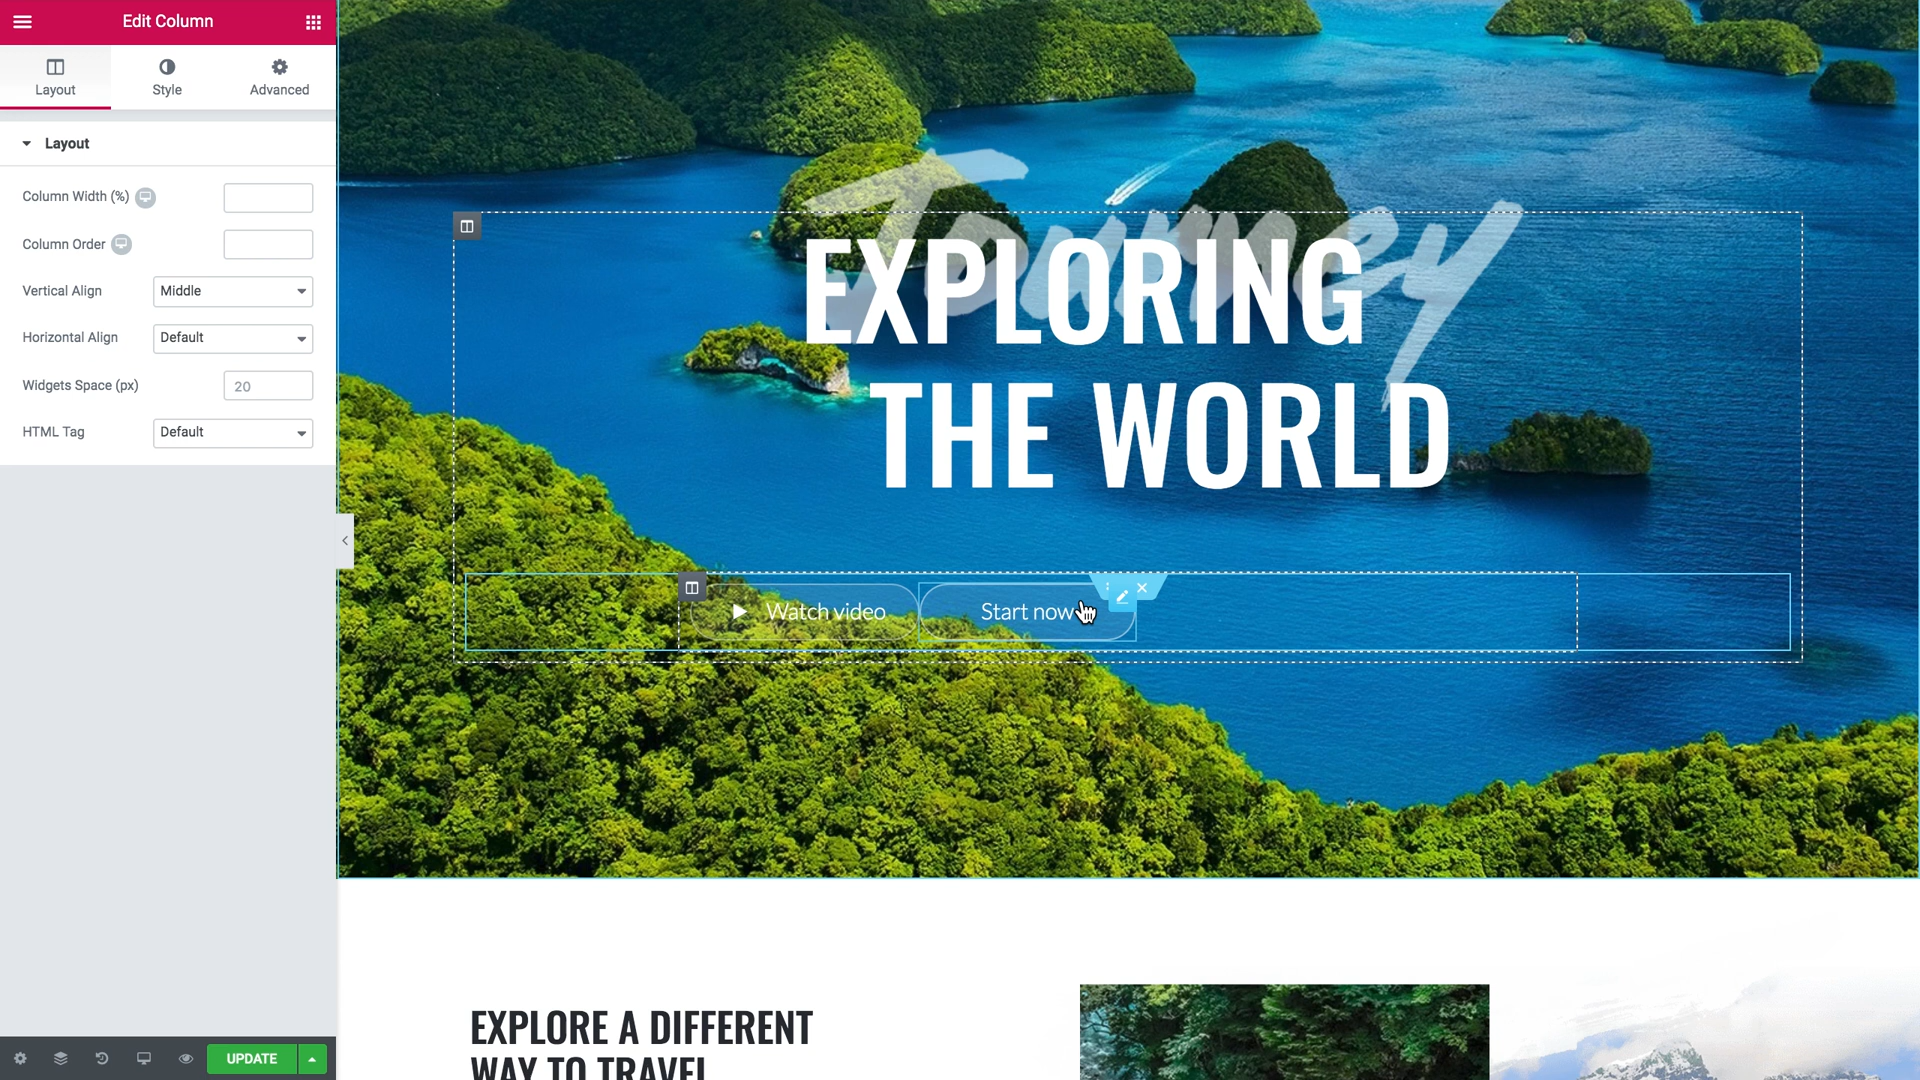 Edit Column
Layout
Style
Advanced
Layout
Column Width (%)
Column Order
Vertical Align
Middle
Horizontal Align
Default
Widgets Space (px)
20
HTML Tag
Default
UPDATE
Journey
EXPLORING
THE WORLD
Watch video
Start now
EXPLORE A DIFFERENT
WAY TO TRAVEL